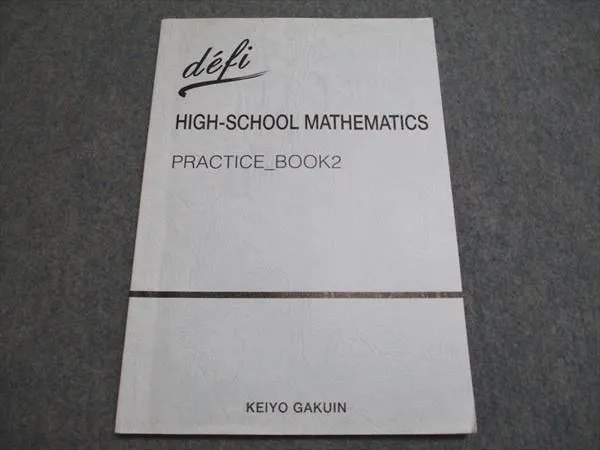 défi
HIGH-SCHOOL MATHEMATICS
PRACTICE_BOOK2
KEIYO GAKUIN